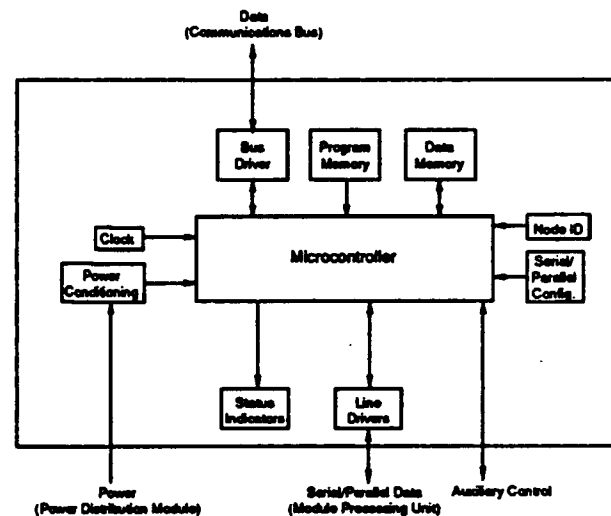 Data
(Communications Bus)
Bus
Driver
Program
Memory
Data
Memory
Clock
Microcontroller
Node ID
Power
Conditioning
Serial/
Parallel
Config.
Status
Indicators
Line
Drivers
Power
(Power Distribution Module)
Serial/Parallel Data
(Module Processing Unit)
Auxiliary Control